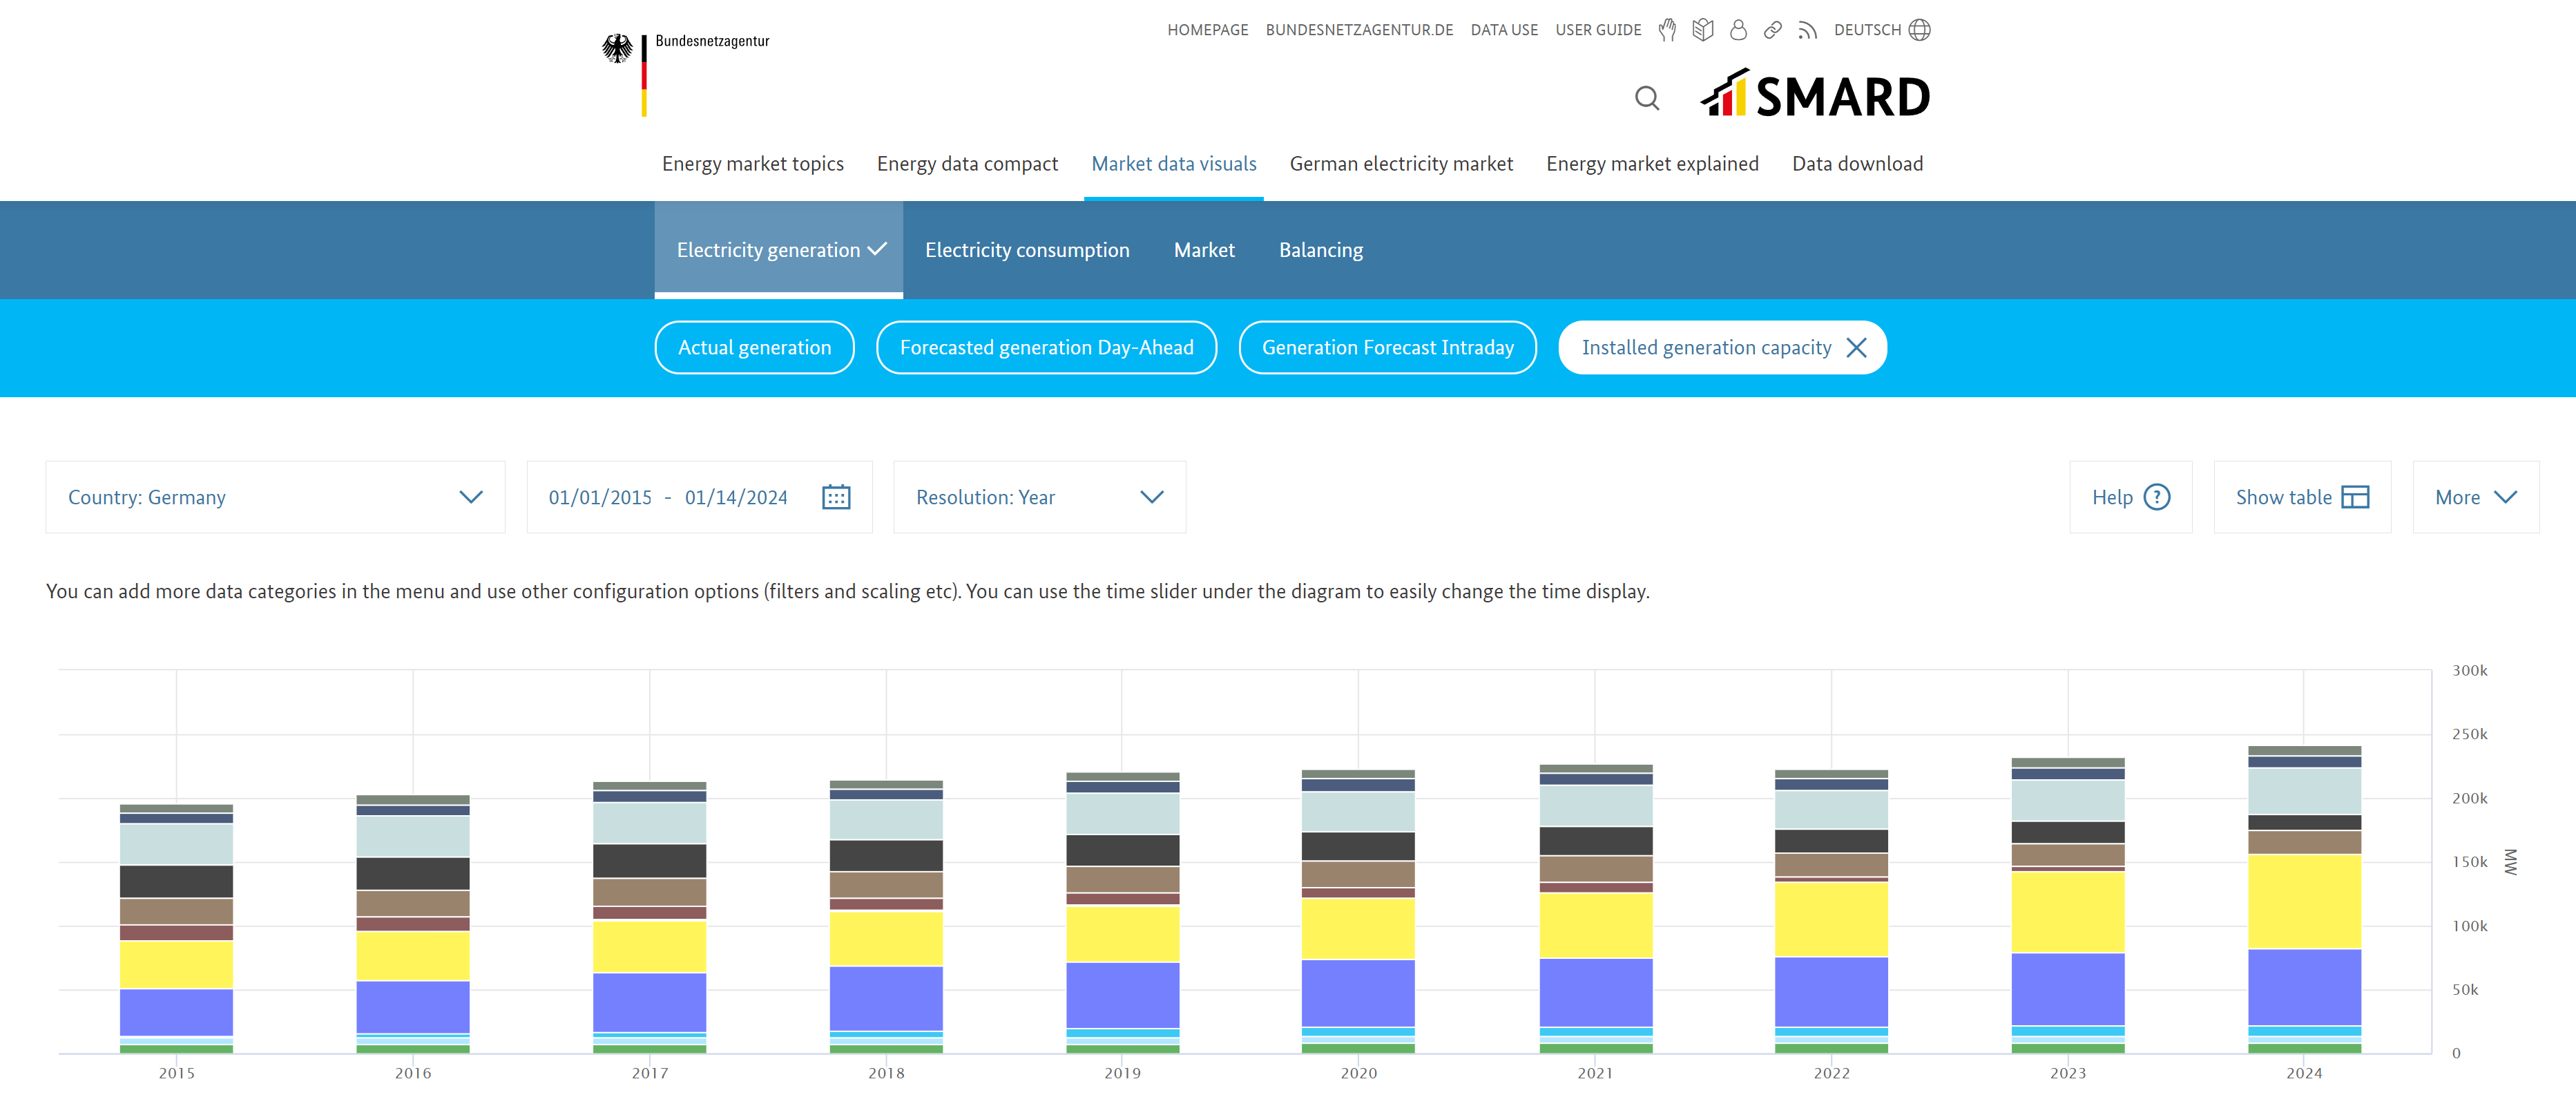 HOMEPAGE BUNDESNETZAGENTUR.DE DATA USE USER GUIDE DEUTSCH
Bundesnetzagentur
SMARD
Energy market topics Energy data compact Market data visuals German electricity market Energy market explained Data download
Electricity generation Electricity consumption Market Balancing
Actual generation Forecasted generation Day-Ahead Generation Forecast Intraday Installed generation capacity
Country: Germany 01/01/2015 - 01/14/2024 Resolution: Year Help ? Show table More
You can add more data categories in the menu and use other configuration options (filters and scaling etc). You can use the time slider under the diagram to easily change the time display.
300k
250k
200k
150k
MW
100k
50k
0
2015 2016 2017 2018 2019 2020 2021 2022 2023 2024